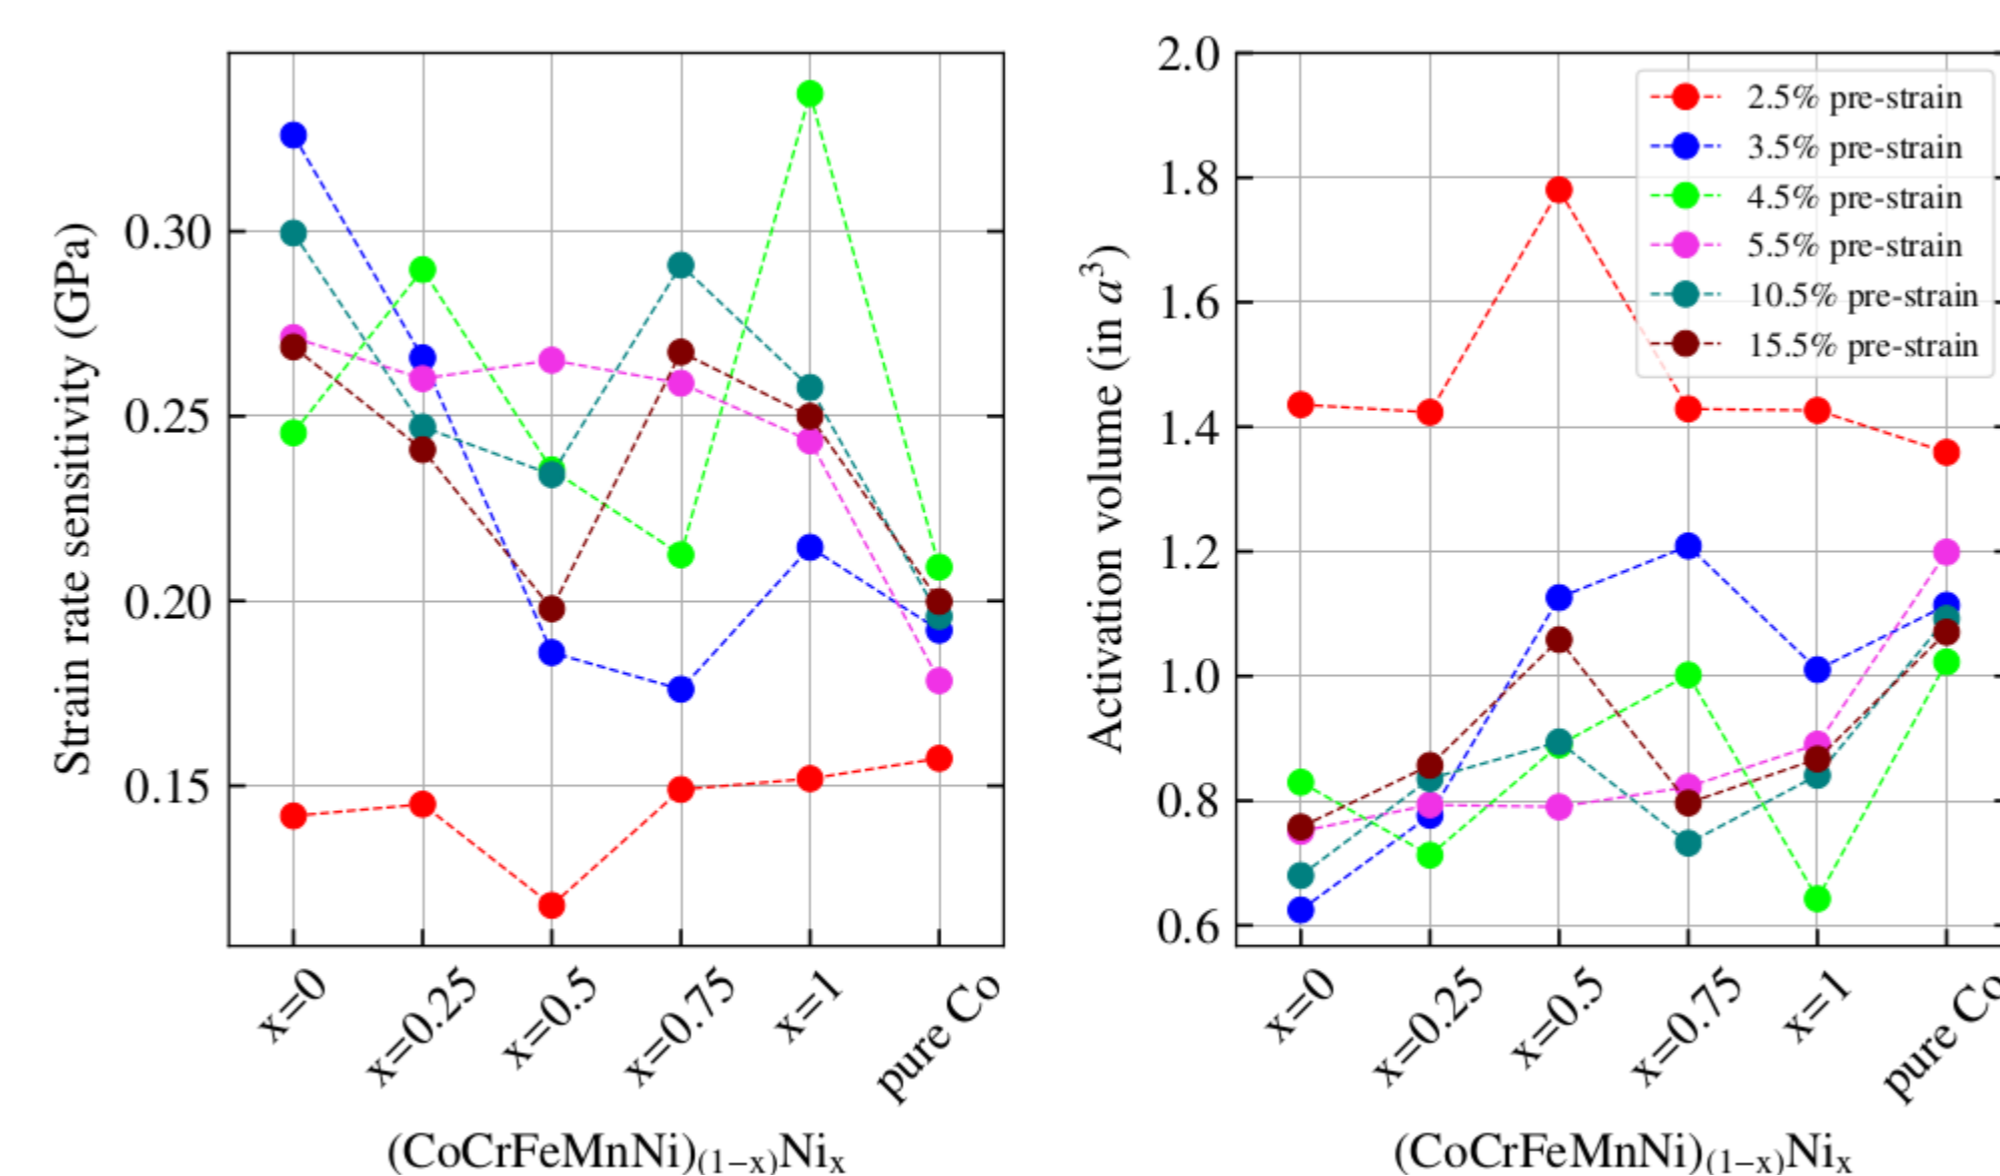 Strain rate sensitivity (GPa)
0.30
0.25
0.20
0.15
x=0
x=0.25
x=0.5
x=0.75
x=1
pure Co
(CoCrFeMnNi)₍₁₋ₓ₎Niₓ
Activation volume (in a³)
2.0
1.8
1.6
1.4
1.2
1.0
0.8
0.6
2.5% pre-strain
3.5% pre-strain
4.5% pre-strain
5.5% pre-strain
10.5% pre-strain
15.5% pre-strain
x=0
x=0.25
x=0.5
x=0.75
x=1
pure Co
(CoCrFeMnNi)₍₁₋ₓ₎Niₓ